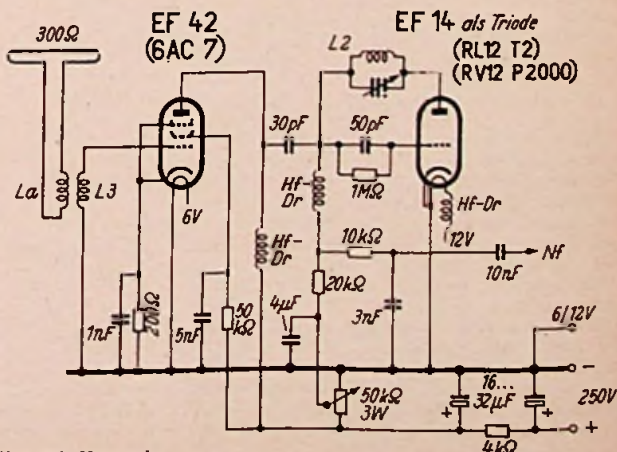 EF 42
(6AC 7)
EF 14 als Triode
(RL12 T2)
(RV12 P2000)
300Ω
L2
30pF
50pF
La
L3
6V
Hf-
Dr
1MΩ
Hf-Dr
12V
Hf-
Dr
10kΩ
10nF
Nf
20kΩ
1nF
5nF
50
kΩ
4µF
3nF
6/12V
50kΩ
3W
16...
32µF
250V
4kΩ
-
+
+
+